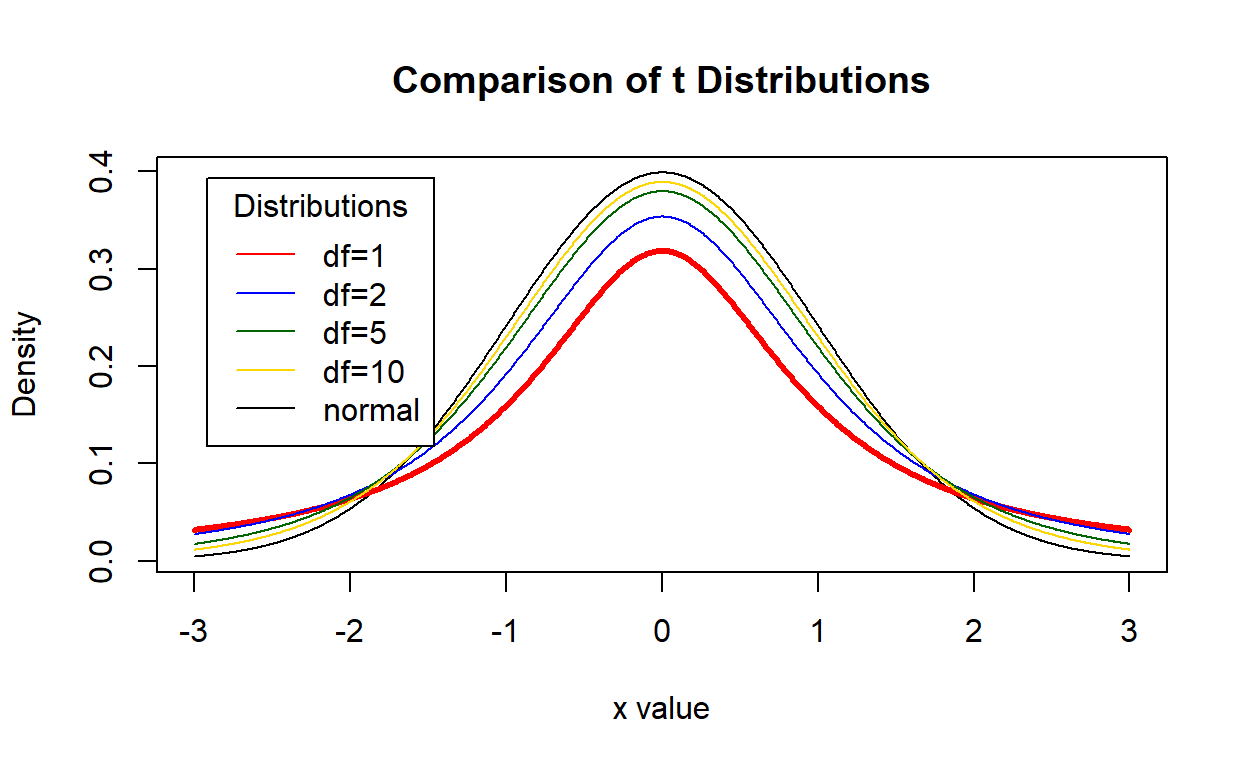 Comparison of t Distributions
Density
0.4
0.3
0.2
0.1
0.0
Distributions
df=1
df=2
df=5
df=10
normal
-3 -2 -1 0 1 2 3
x value